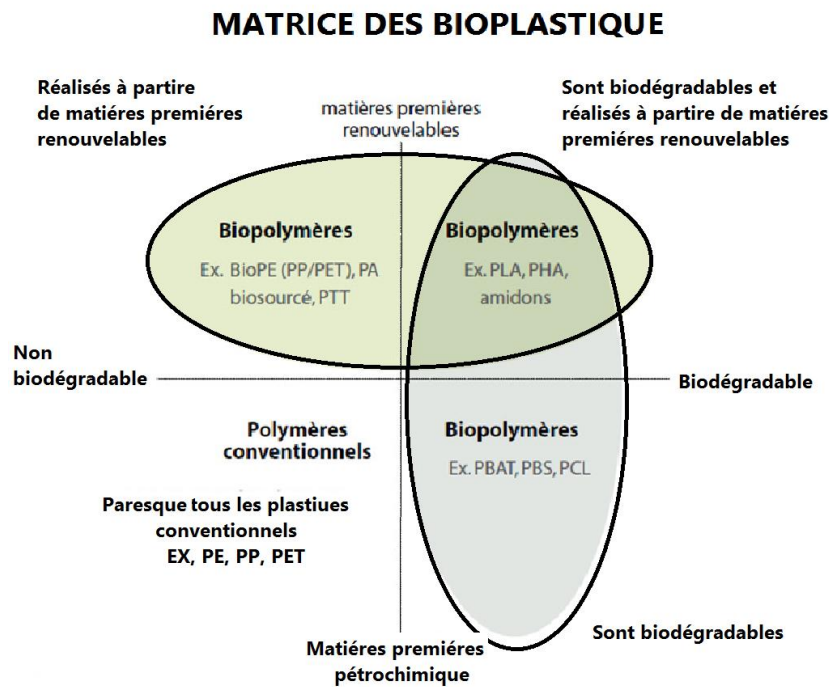 MATRICE DES BIOPLASTIQUE
Réalisés à partire
de matiéres premiéres
renouvelables
matières premières
renouvelables
Sont biodégradables et
réalisés à partire de matiéres
premiéres renouvelables
Biopolymères
Ex. BioPE (PP/PET), PA
biosourcé, PTT
Biopolymères
Ex. PLA, PHA,
amidons
Non
biodégradable
Biodégradable
Polymères
conventionnels
Paresque tous les plastiues
conventionnels
EX, PE, PP, PET
Biopolymères
Ex. PBAT, PBS, PCL
Matiéres premiéres
pétrochimique
Sont biodégradables